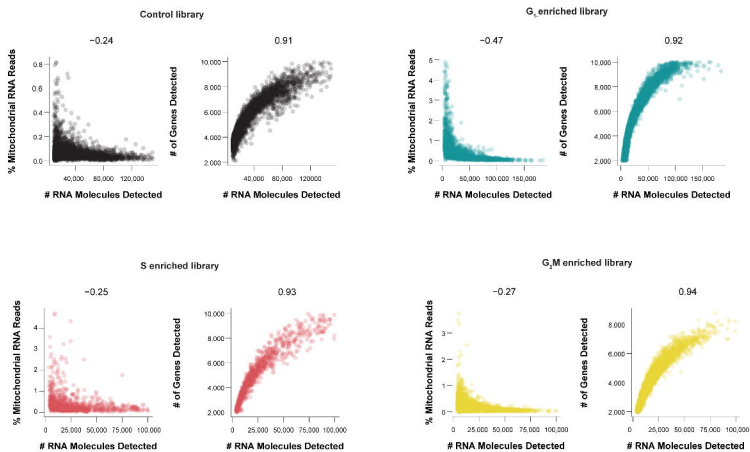 Control library
−0.24
0.91
% Mitochondrial RNA Reads
0.8
0.6
0.4
0.2
0.0
40,000 80,000 120,000
# RNA Molecules Detected
# of Genes Detected
10,000
8,000
6,000
4,000
2,000
40,000 80,000 120,000
# RNA Molecules Detected
G₁ enriched library
−0.47
0.92
% Mitochondrial RNA Reads
5
4
3
2
1
0
50,000 100,000 150,000
# RNA Molecules Detected
# of Genes Detected
10,000
8,000
6,000
4,000
2,000
0 50,000 100,000 150,000
# RNA Molecules Detected
S enriched library
−0.25
0.93
% Mitochondrial RNA Reads
4
3
2
1
0
25,000 50,000 75,000 100,000
# RNA Molecules Detected
# of Genes Detected
10,000
8,000
6,000
4,000
2,000
0 25,000 50,000 75,000 100,000
# RNA Molecules Detected
G₂M enriched library
−0.27
0.94
% Mitochondrial RNA Reads
3
2
1
0
25,000 50,000 75,000 100,000
# RNA Molecules Detected
# of Genes Detected
8,000
6,000
4,000
2,000
0 25,000 50,000 75,000 100,000
# RNA Molecules Detected